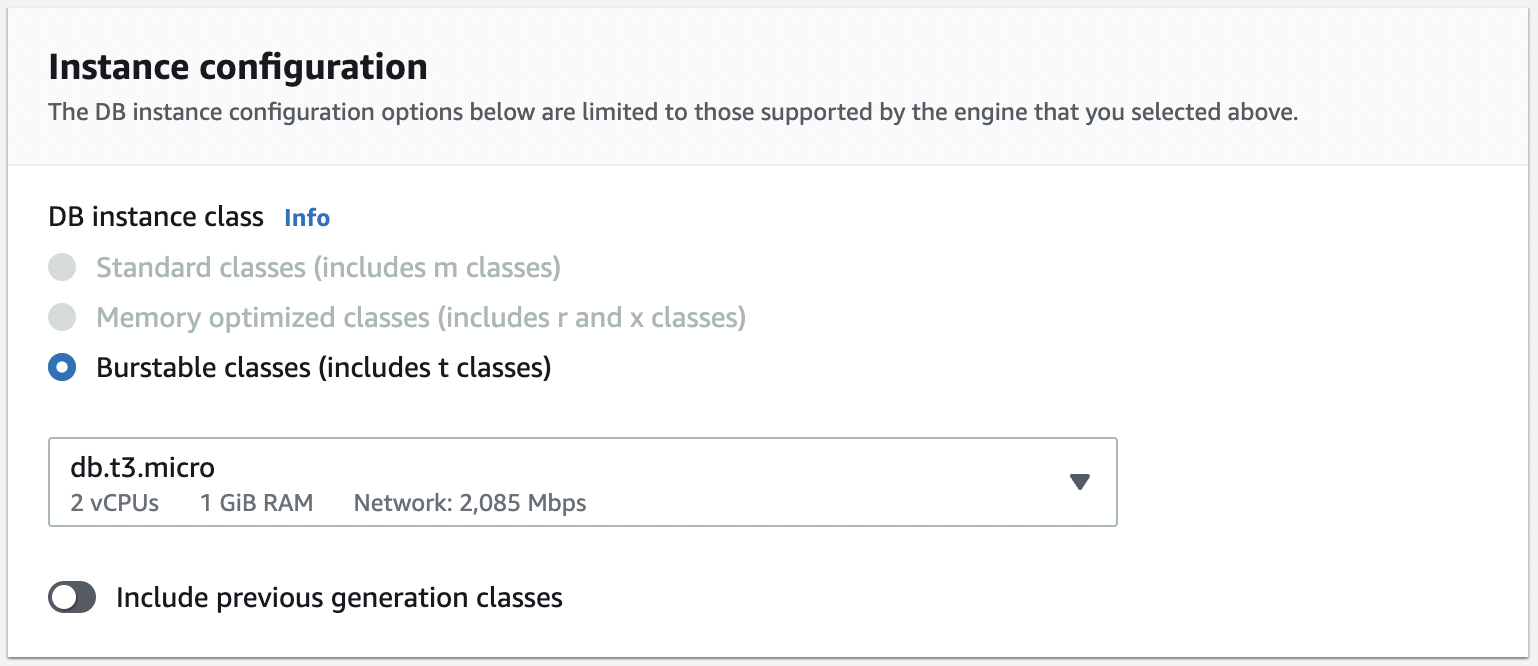 Instance configuration
The DB instance configuration options below are limited to those supported by the engine that you selected above.
DB instance class Info
Standard classes (includes m classes)
Memory optimized classes (includes r and x classes)
Burstable classes (includes t classes)
db.t3.micro
2 vCPUs 1 GiB RAM Network: 2,085 Mbps
Include previous generation classes